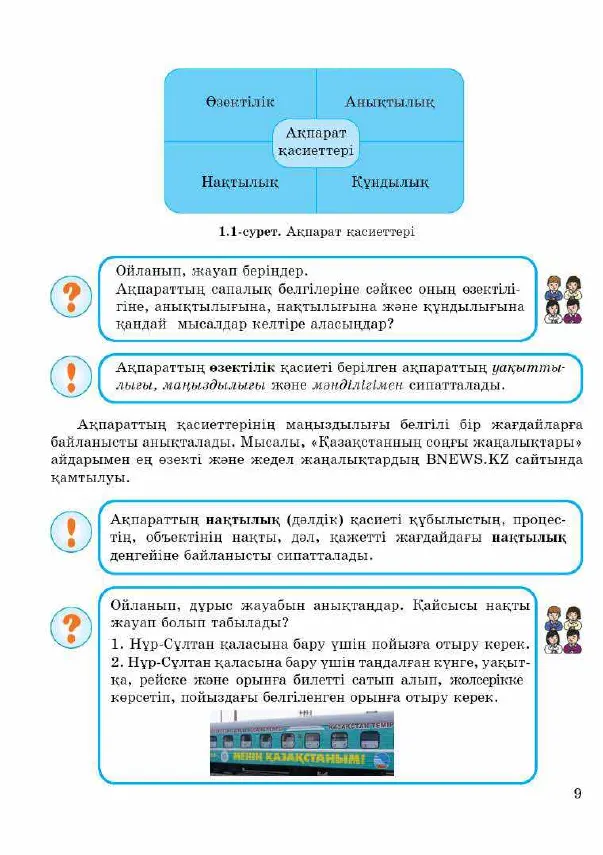 Өзектілік
Анықтылық
Ақпарат
қасиеттері
Нақтылық
Құндылық
1.1-сурет. Ақпарат қасиеттері
Ойланып, жауап беріңдер.
Ақпараттың сапалық белгілеріне сәйкес оның өзектілі-
гіне, анықтылығына, нақтылығына және құндылығына
қандай мысалдар келтіре аласыңдар?
Ақпараттың өзектілік қасиеті берілген ақпараттың уақытты-
лығы, маңыздылығы және мәнділігімен сипатталады.
Ақпараттың қасиеттерінің маңыздылығы белгілі бір жағдайларға
байланысты анықталады. Мысалы, «Қазақстанның соңғы жаңалықтары»
айдарымен ең өзекті және жедел жаңалықтардың BNEWS.KZ сайтында
қамтылуы.
Ақпараттың нақтылық (дәлдік) қасиеті құбылыстың, процес-
тің, объектінің нақты, дәл, қажетті жағдайдағы нақтылық
деңгейіне байланысты сипатталады.
Ойланып, дұрыс жауабын анықтаңдар. Қайсысы нақты
жауап болып табылады?
1. Нұр-Сұлтан қаласына бару үшін пойызға отыру керек.
2. Нұр-Сұлтан қаласына бару үшін таңдалған күнге, уақыт-
қа, рейске және орынға билетті сатып алып, жолсерікке
көрсетіп, пойыздағы белгіленген орынға отыру керек.
ҚАЗАҚСТАН ТЕМІР
МЕНІҢ ҚАЗАҚСТАНЫМ!
9